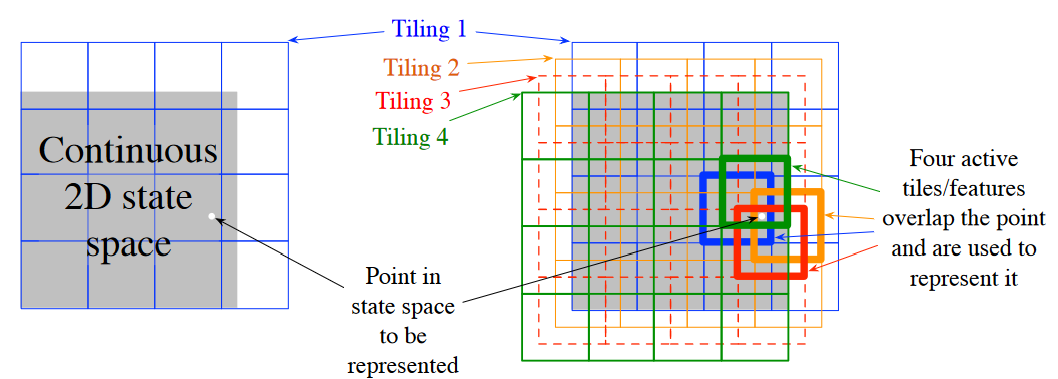 Tiling 1
Tiling 2
Tiling 3
Tiling 4
Continuous
2D state
space
Point in
state space
to be
represented
Four active
tiles/features
overlap the point
and are used to
represent it